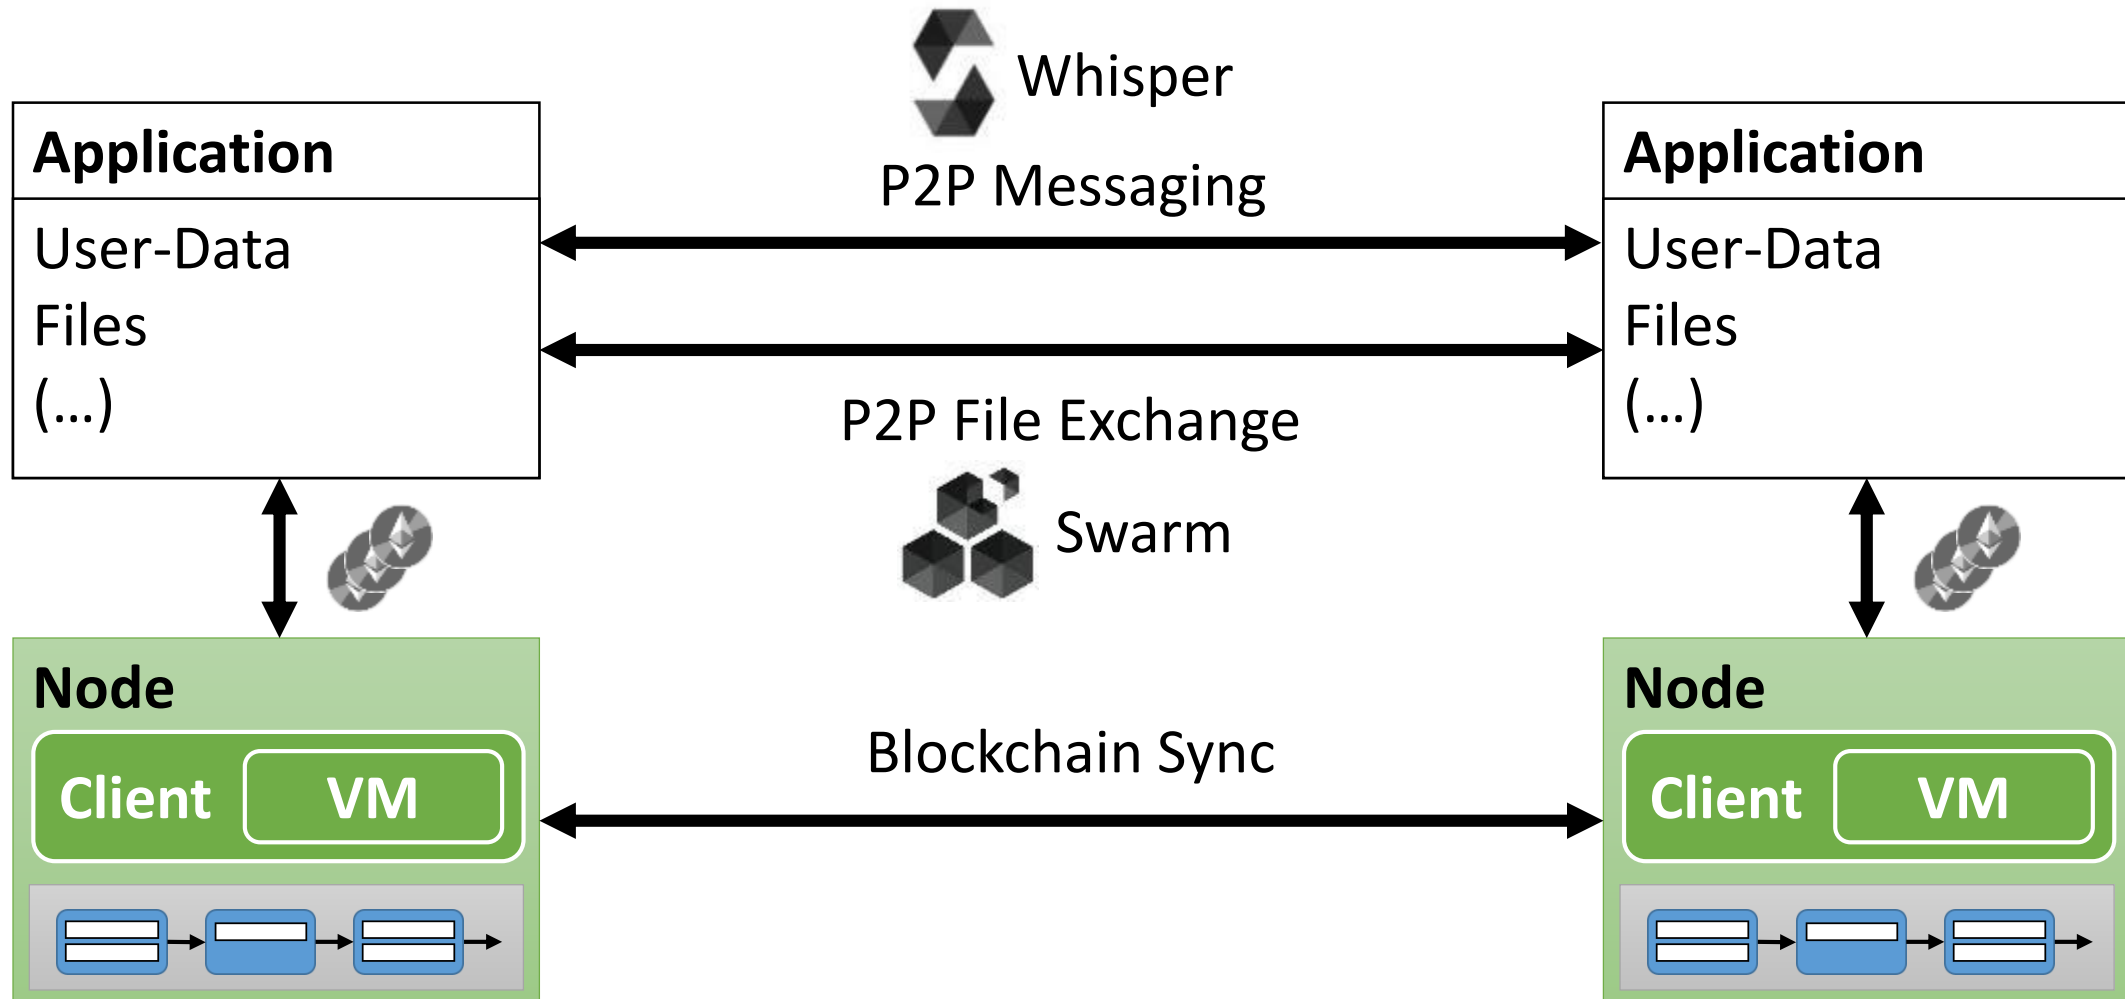 Whisper
Application
P2P Messaging
Application
User-Data
Files
(...)
User-Data
Files
(...)
P2P File Exchange
Swarm
Node
Client
VM
Blockchain Sync
Node
Client
VM